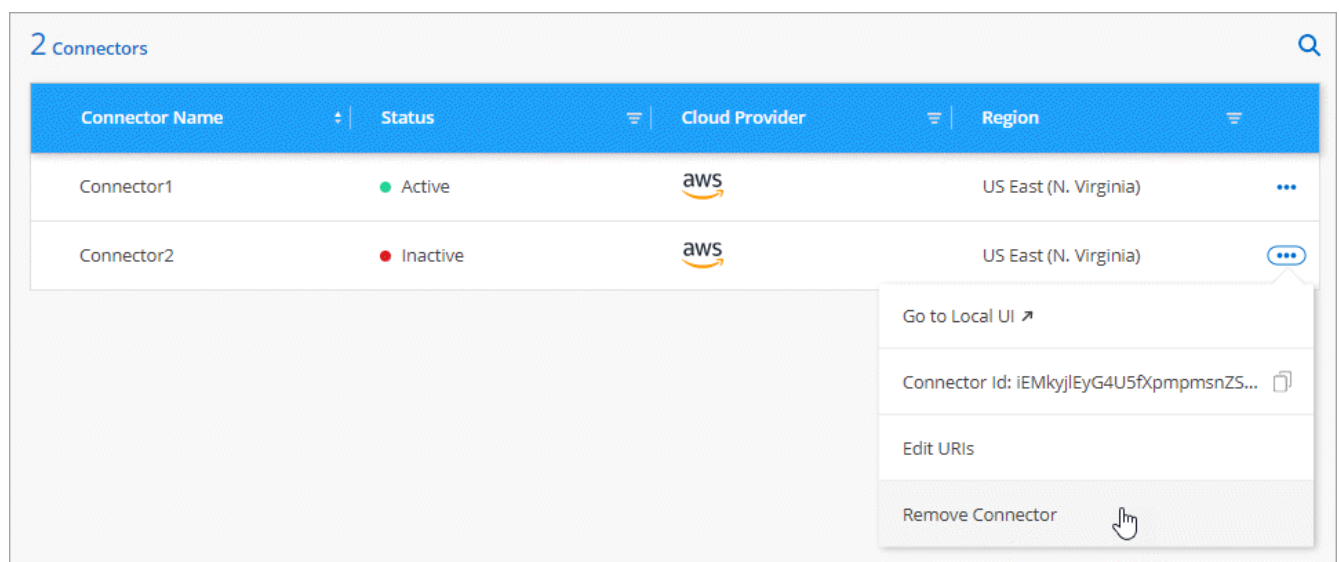 2 Connectors
Connector Name Status Cloud Provider Region
Connector1 Active aws US East (N. Virginia)
Connector2 Inactive aws US East (N. Virginia)
Go to Local UI
Connector Id: iEMkyjlEyG4U5fXpmpmsnZS...
Edit URIs
Remove Connector